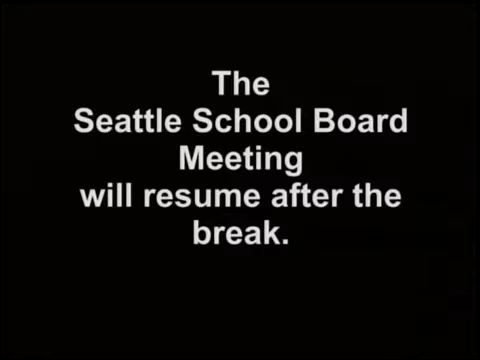 The
Seattle School Board
Meeting
will resume after the
break.